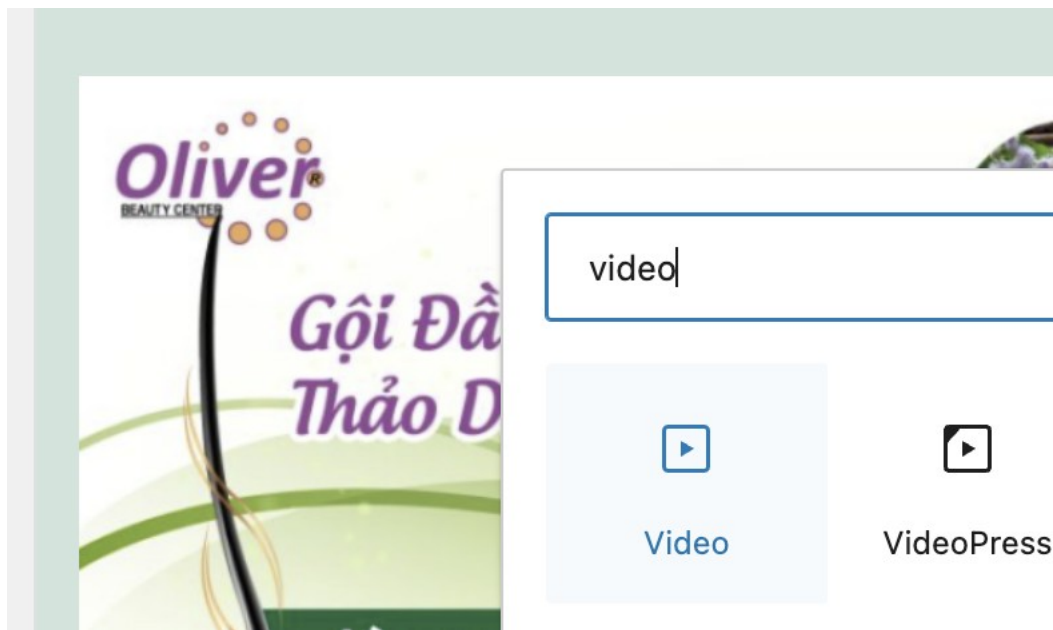 Oliver
®
BEAUTY CENTER
Gội Đầ
Thảo D
video
Video
VideoPress